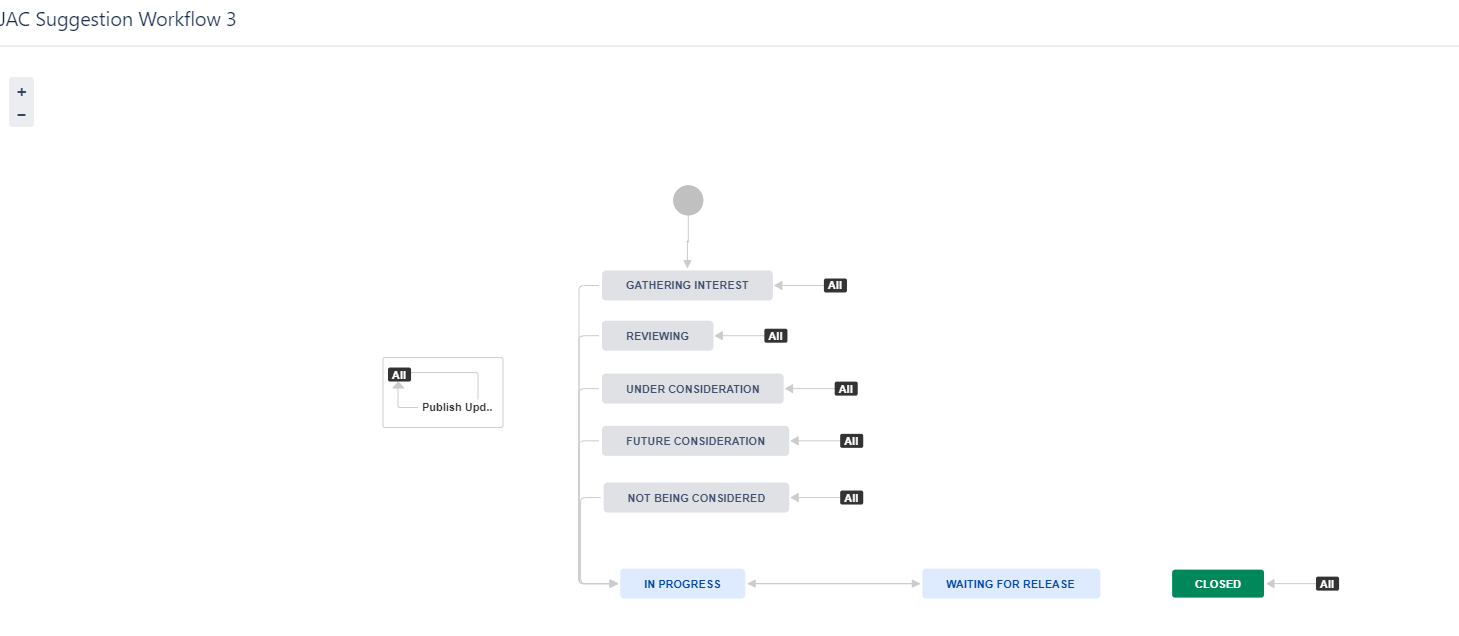 JAC Suggestion Workflow 3
+
−
GATHERING INTEREST
All
REVIEWING
All
All
Publish Upd..
UNDER CONSIDERATION
All
FUTURE CONSIDERATION
All
NOT BEING CONSIDERED
All
IN PROGRESS
WAITING FOR RELEASE
CLOSED
All